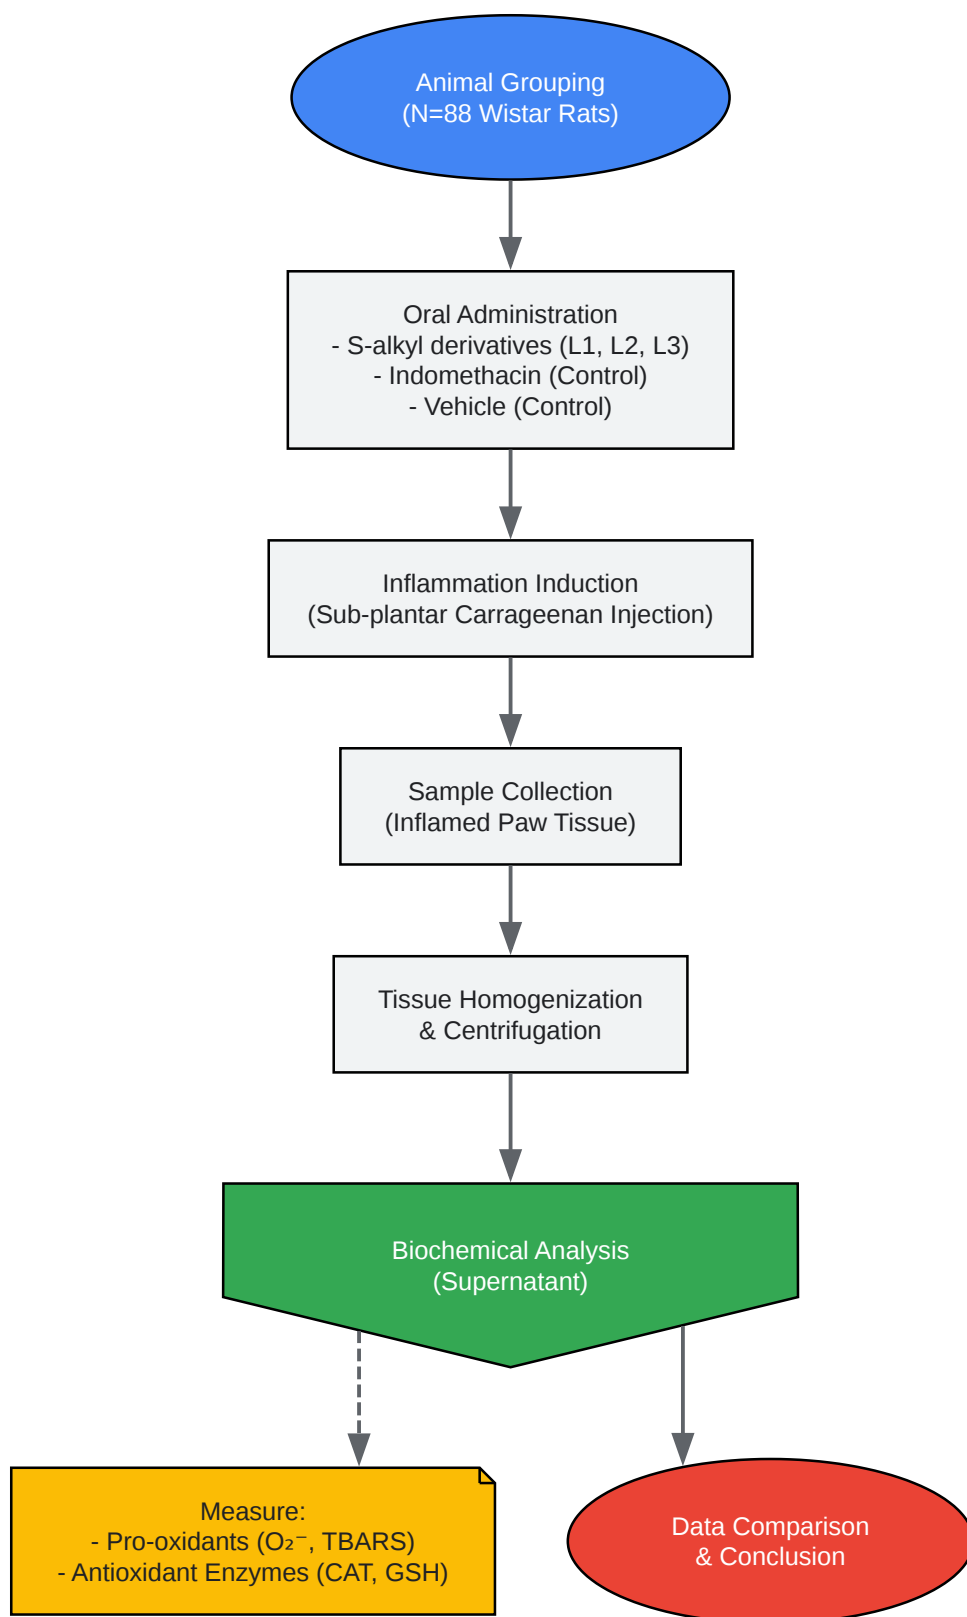 Animal Grouping
(N=88 Wistar Rats)
Oral Administration
- S-alkyl derivatives (L1, L2, L3)
- Indomethacin (Control)
- Vehicle (Control)
Inflammation Induction
(Sub-plantar Carrageenan Injection)
Sample Collection
(Inflamed Paw Tissue)
Tissue Homogenization
& Centrifugation
Biochemical Analysis
(Supernatant)
Measure:
- Pro-oxidants (O₂⁻, TBARS)
- Antioxidant Enzymes (CAT, GSH)
Data Comparison
& Conclusion